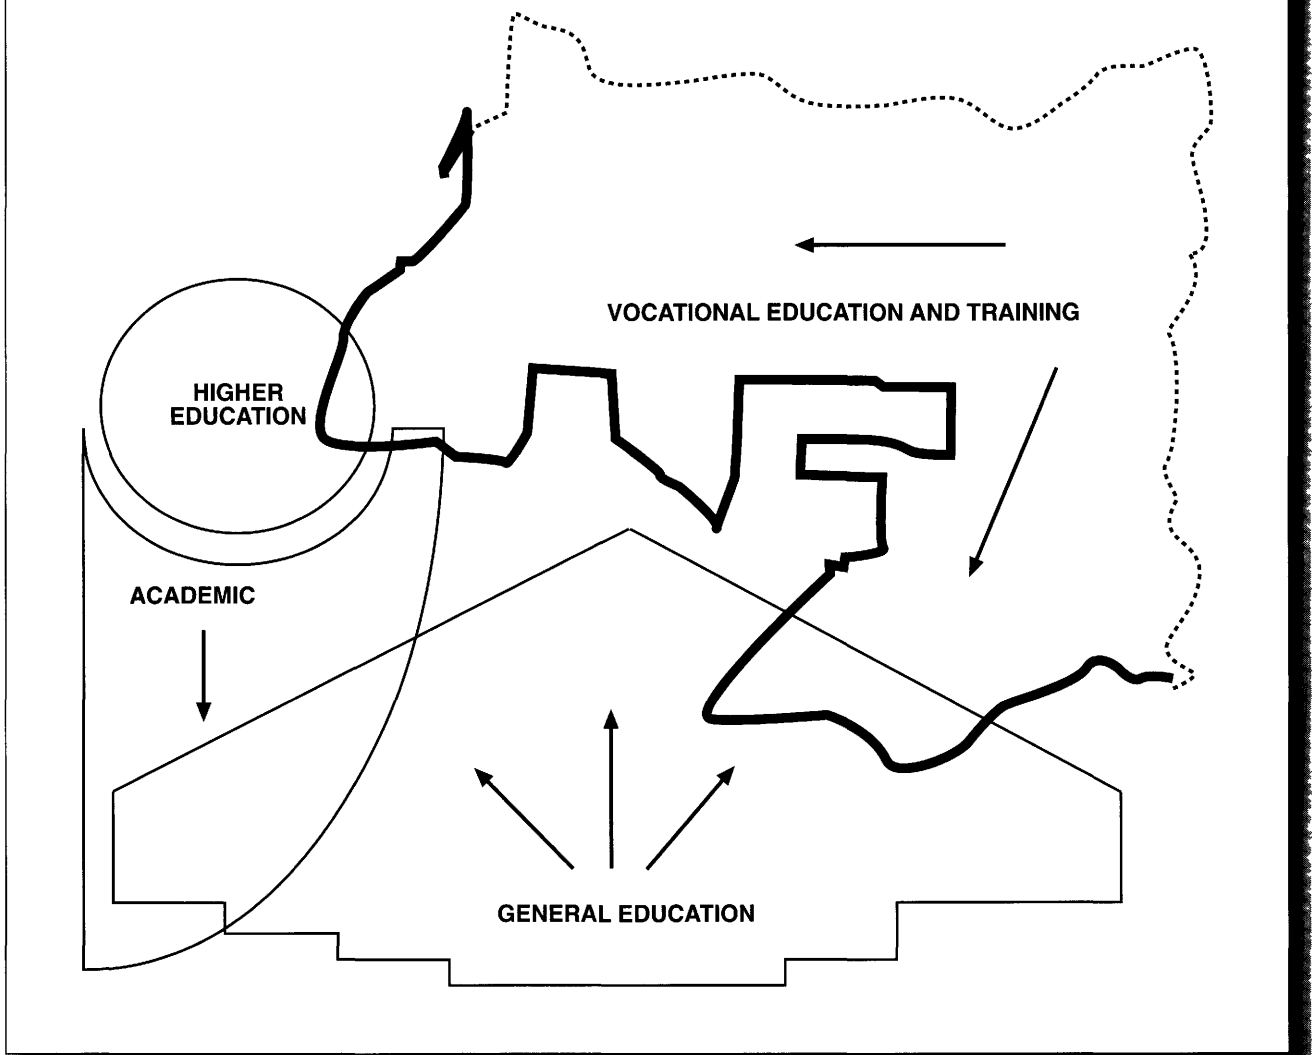 VOCATIONAL EDUCATION AND TRAINING
HIGHER
EDUCATION
ACADEMIC
GENERAL EDUCATION